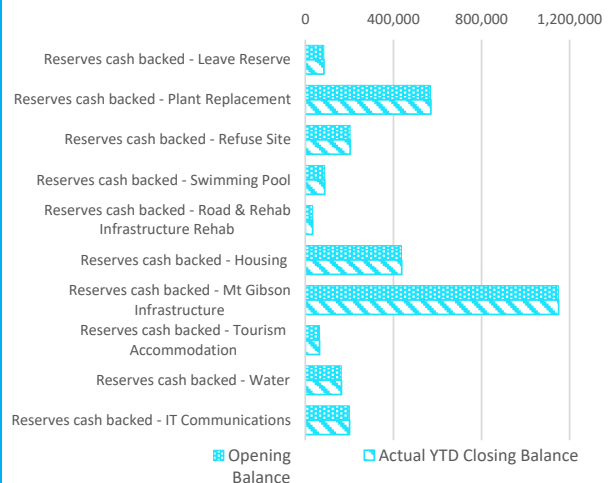 0 400,000 800,000 1,200,000
Reserves cash backed - Leave Reserve
Reserves cash backed - Plant Replacement
Reserves cash backed - Refuse Site
Reserves cash backed - Swimming Pool
Reserves cash backed - Road & Rehab
Infrastructure Rehab
Reserves cash backed - Housing
Reserves cash backed - Mt Gibson
Infrastructure
Reserves cash backed - Tourism
Accommodation
Reserves cash backed - Water
Reserves cash backed - IT Communications
Opening
Balance
Actual YTD Closing Balance